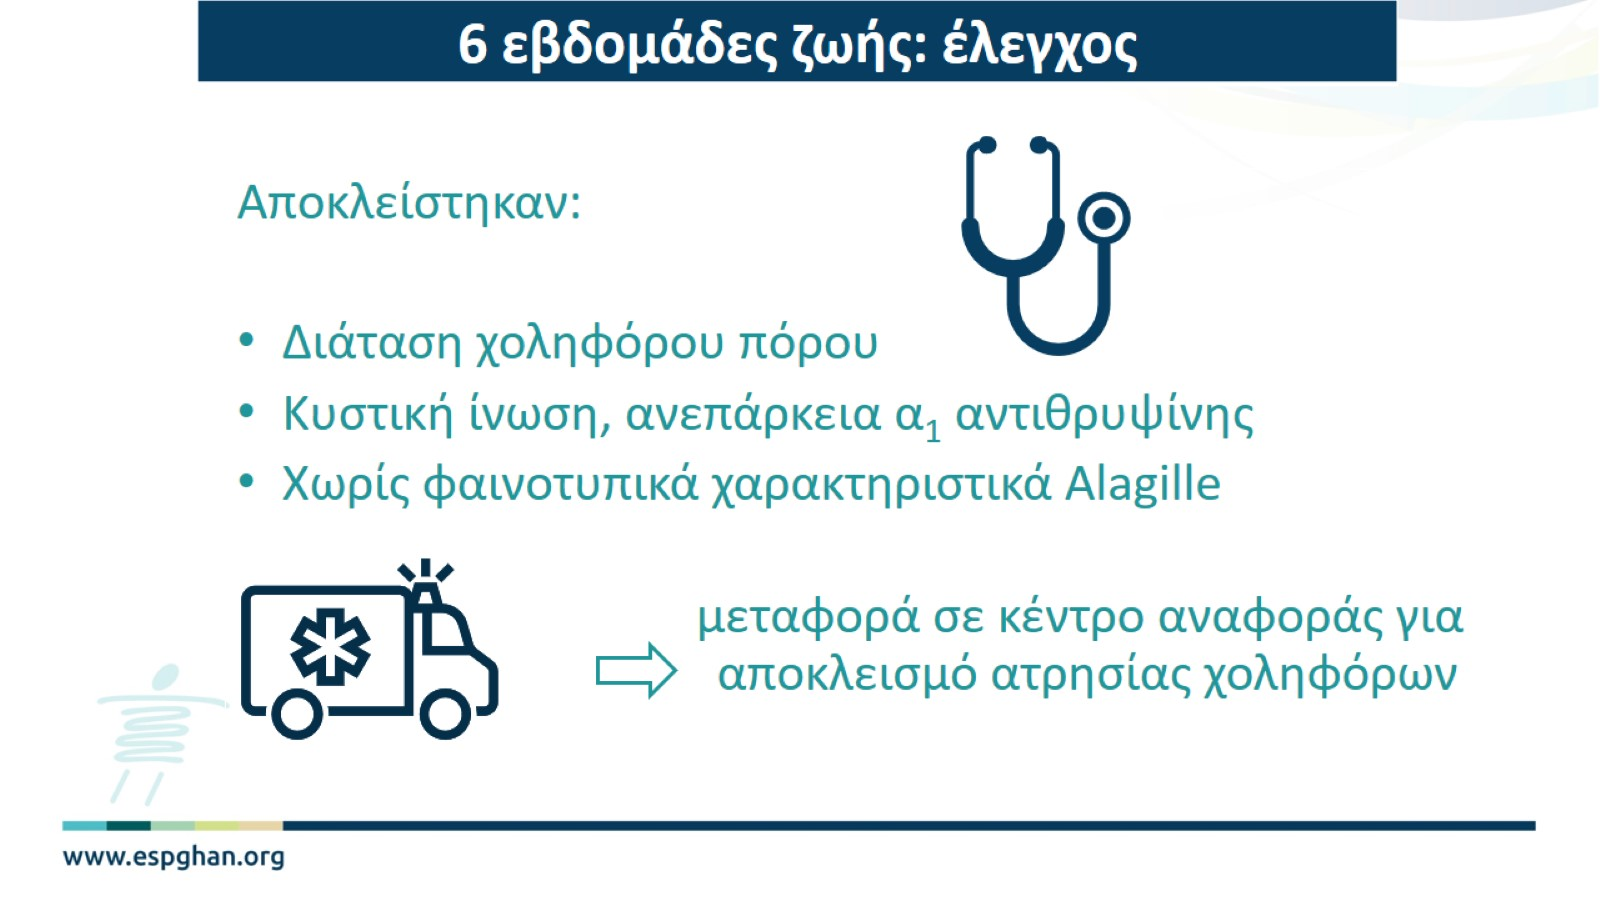 6 εβδομάδες ζωής: έλεγχος
Αποκλείστηκαν:
• Διάταση χοληφόρου πόρου
• Κυστική ίνωση, ανεπάρκεια α₁ αντιθρυψίνης
• Χωρίς φαινοτυπικά χαρακτηριστικά Alagille
μεταφορά σε κέντρο αναφοράς για
αποκλεισμό ατρησίας χοληφόρων
www.espghan.org